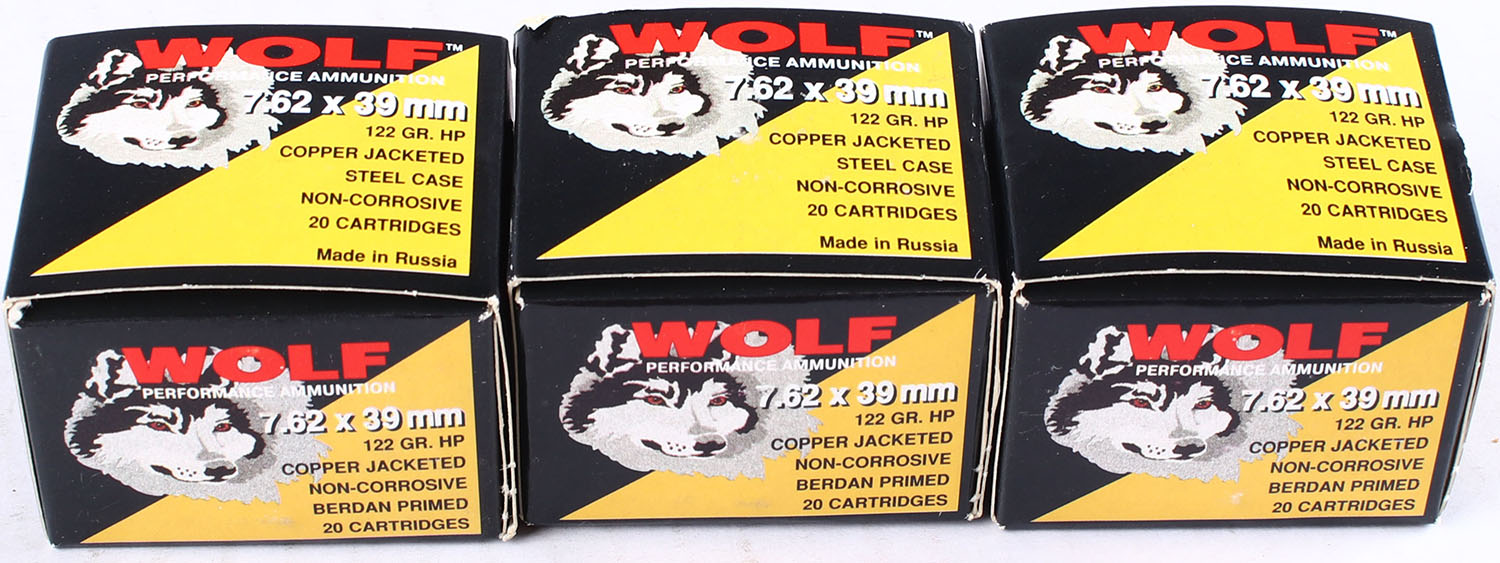 WOLF™
PERFORMANCE AMMUNITION
7.62 x 39 mm
122 GR. HP
COPPER JACKETED
STEEL CASE
NON-CORROSIVE
20 CARTRIDGES
Made in Russia
WOLF
PERFORMANCE AMMUNITION
7.62 x 39 mm
122 GR. HP
COPPER JACKETED
NON-CORROSIVE
BERDAN PRIMED
20 CARTRIDGES
WOLF™
PERFORMANCE AMMUNITION
7.62 x 39 mm
122 GR. HP
COPPER JACKETED
STEEL CASE
NON-CORROSIVE
20 CARTRIDGES
Made in Russia
WOLF
PERFORMANCE AMMUNITION
7.62 x 39 mm
122 GR. HP
COPPER JACKETED
NON-CORROSIVE
BERDAN PRIMED
20 CARTRIDGES
WOLF™
PERFORMANCE AMMUNITION
7.62 x 39 mm
122 GR. HP
COPPER JACKETED
STEEL CASE
NON-CORROSIVE
20 CARTRIDGES
Made in Russia
WOLF
PERFORMANCE AMMUNITION
7.62 x 39 mm
122 GR. HP
COPPER JACKETED
NON-CORROSIVE
BERDAN PRIMED
20 CARTRIDGES